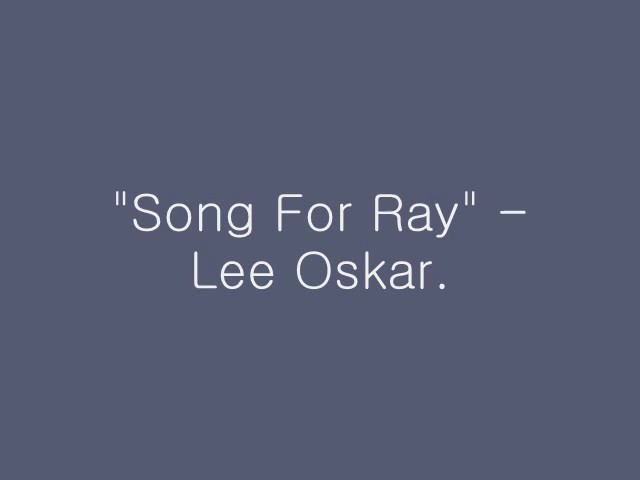 "Song For Ray" –
Lee Oskar.